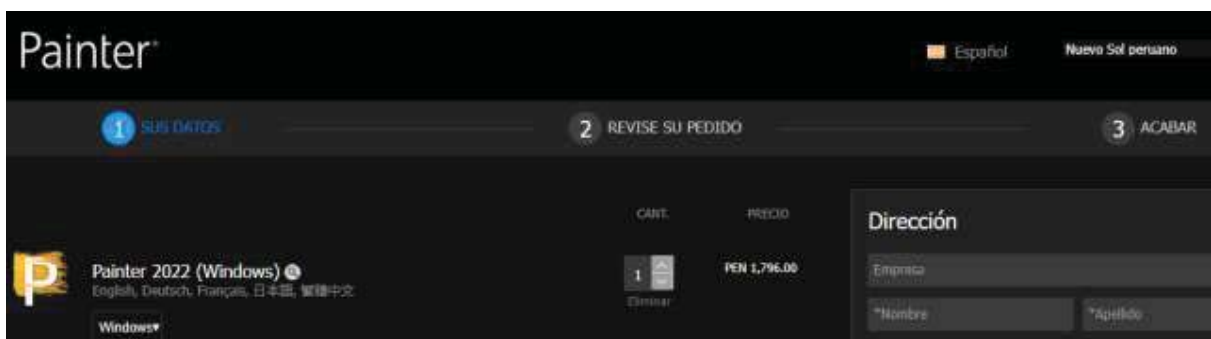 Painter®
Español
Nuevo Sol peruano
1 SUS DATOS
2 REVISE SU PEDIDO
3 ACABAR
CANT.
PRECIO
Dirección
Painter 2022 (Windows)
1
PEN 1,796.00
Empresa
English, Deutsch, Français, 日本語, 繁體中文
Eliminar
*Nombre
*Apellido
Windows▾